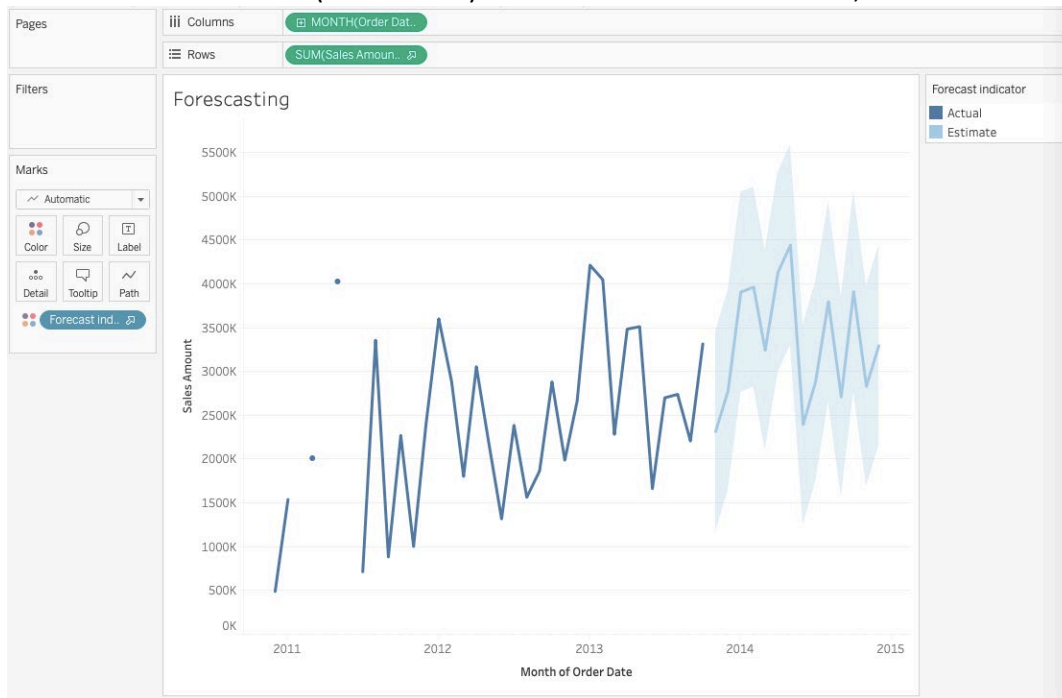 Pages
iii Columns
MONTH(Order Dat..
Rows
SUM(Sales Amoun..
Filters
Forescasting
Forecast indicator
Actual
Estimate
Marks
Automatic
Color
Size
T
Label
Detail
Tooltip
Path
Forecast ind..
5500K
5000K
4500K
4000K
3500K
3000K
2500K
2000K
1500K
1000K
500K
0K
Sales Amount
2011
2012
2013
2014
2015
Month of Order Date